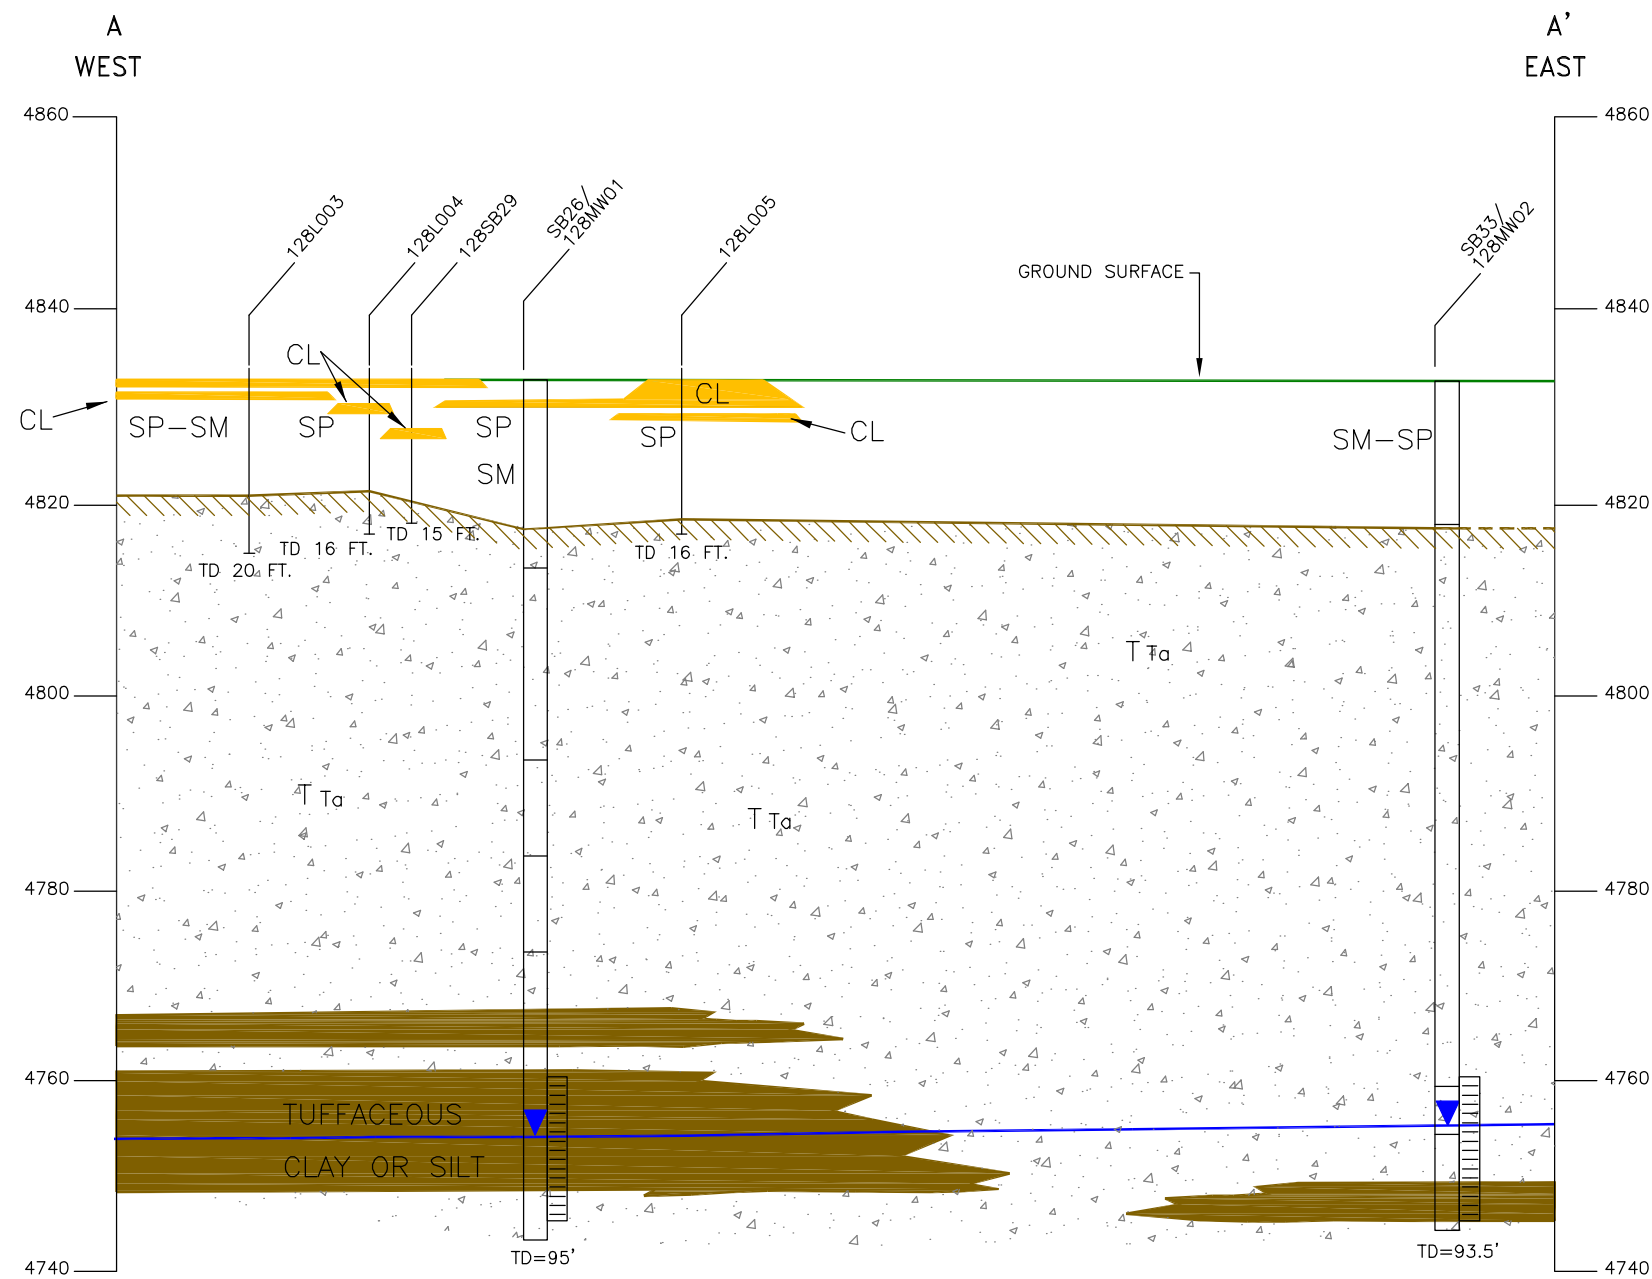 A
A'
WEST
EAST
4860
4860
128L003
128L004
128SB29
SB26/
128MW01
128L005
SB33/
128MW02
GROUND SURFACE
4840
4840
CL
CL
CL
SP-SM
SP
SP
SP
CL
SM-SP
SM
4820
4820
TD 20 FT.
TD 16 FT.
TD 15 FT.
TD 16 FT.
TTa
4800
4800
TTa
TTa
4780
4780
4760
4760
TUFFACEOUS
CLAY OR SILT
TD=95'
TD=93.5'
4740
4740